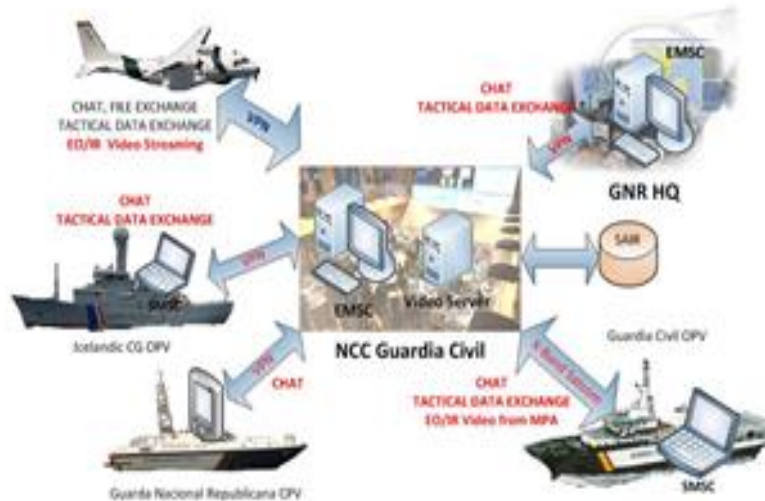 CHAT, FILE EXCHANGE
TACTICAL DATA EXCHANGE
EO/IR Video Streaming
VPN
EMSC
CHAT
TACTICAL DATA EXCHANGE
VPN
GNR HQ
CHAT
TACTICAL DATA EXCHANGE
VPN
Icelandic CG OPV
EMSC
Video Server
NCC Guardia Civil
SAIR
Guardia Civil OPV
VPN
CHAT
Guarda Nacional Republicana CPV
CHAT
TACTICAL DATA EXCHANGE
EO/IR Video from MPA
SMSC